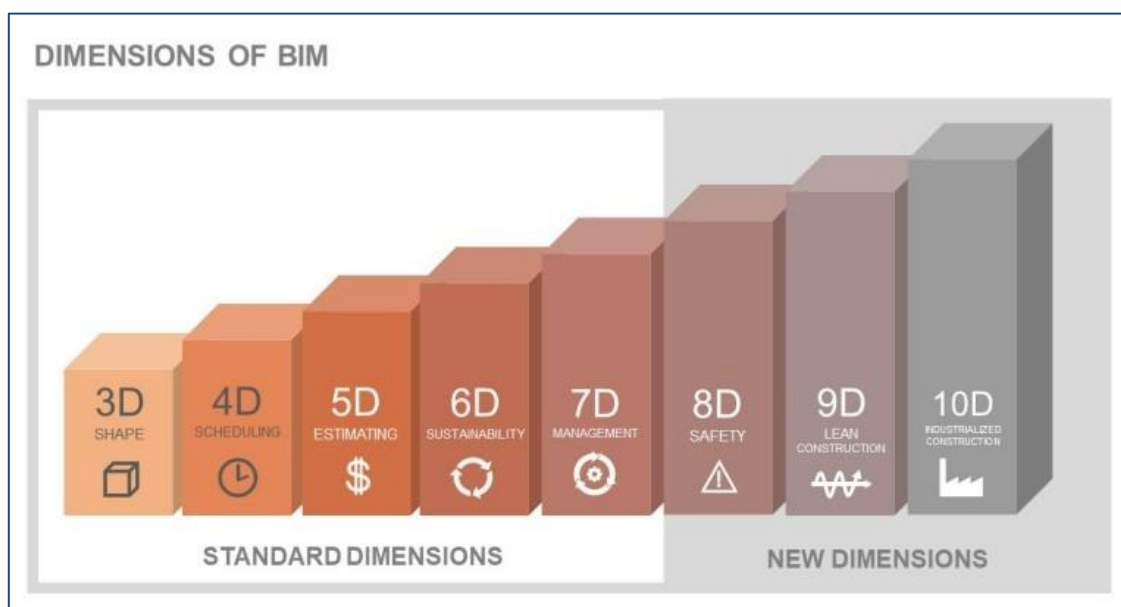 DIMENSIONS OF BIM
3D
SHAPE
4D
SCHEDULING
5D
ESTIMATING
$
6D
SUSTAINABILITY
7D
MANAGEMENT
8D
SAFETY
9D
LEAN
CONSTRUCTION
10D
INDUSTRIALIZED
CONSTRUCTION
STANDARD DIMENSIONS
NEW DIMENSIONS